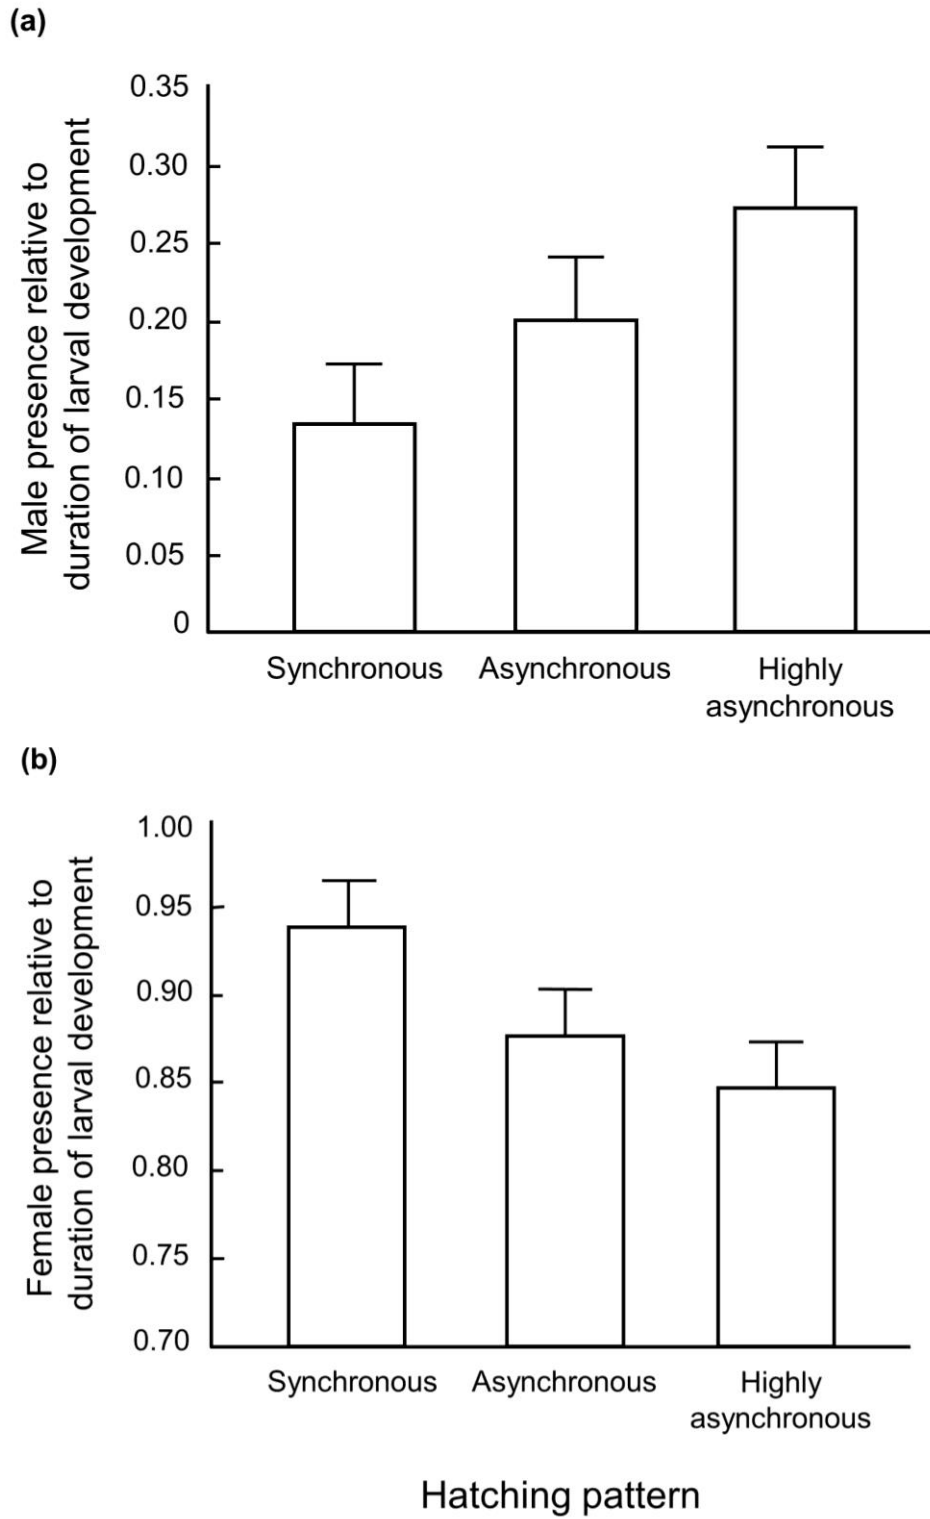 (a)
Male presence relative to
duration of larval development
0.35
0.30
0.25
0.20
0.15
0.10
0.05
0
Synchronous
Asynchronous
Highly
asynchronous
(b)
Female presence relative to
duration of larval development
1.00
0.95
0.90
0.85
0.80
0.75
0.70
Synchronous
Asynchronous
Highly
asynchronous
Hatching pattern